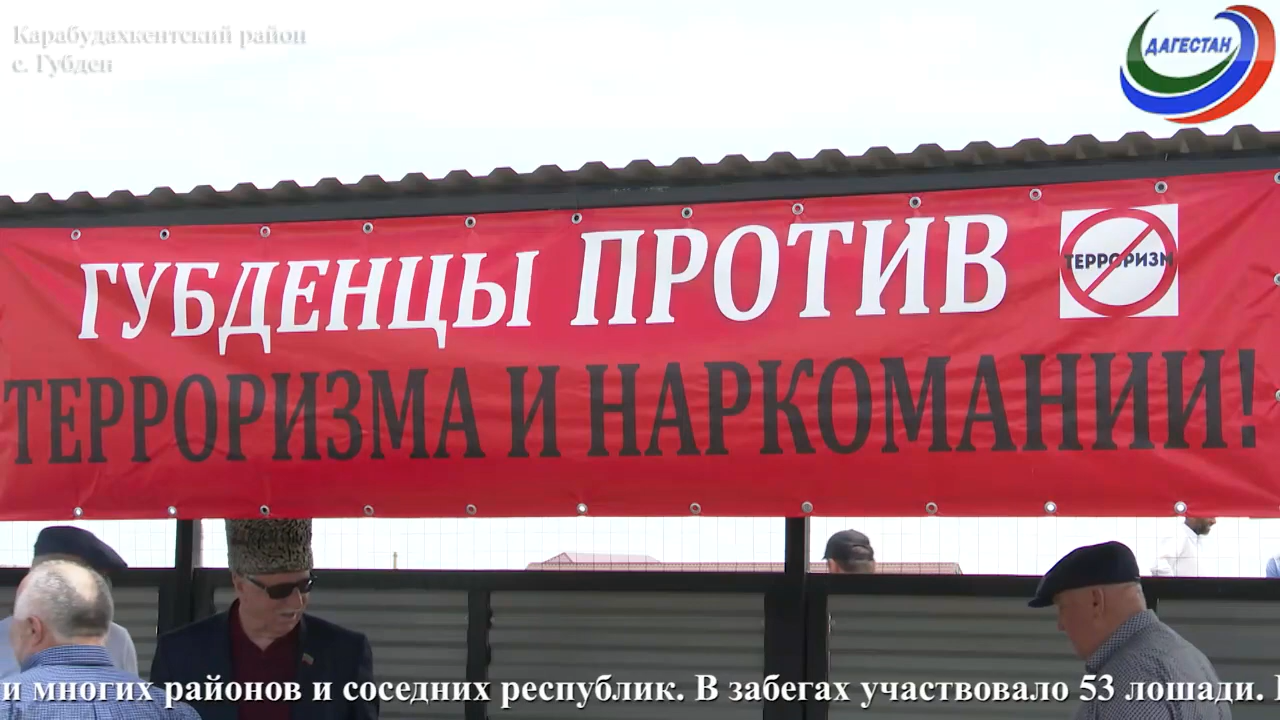 Карабудахкентский район
с. Губден
ДАГЕСТАН
ГУБДЕНЦЫ ПРОТИВ
ТЕРРОРИЗМ
ТЕРРОРИЗМА И НАРКОМАНИИ!
и многих районов и соседних республик. В забегах участвовало 53 лошади.